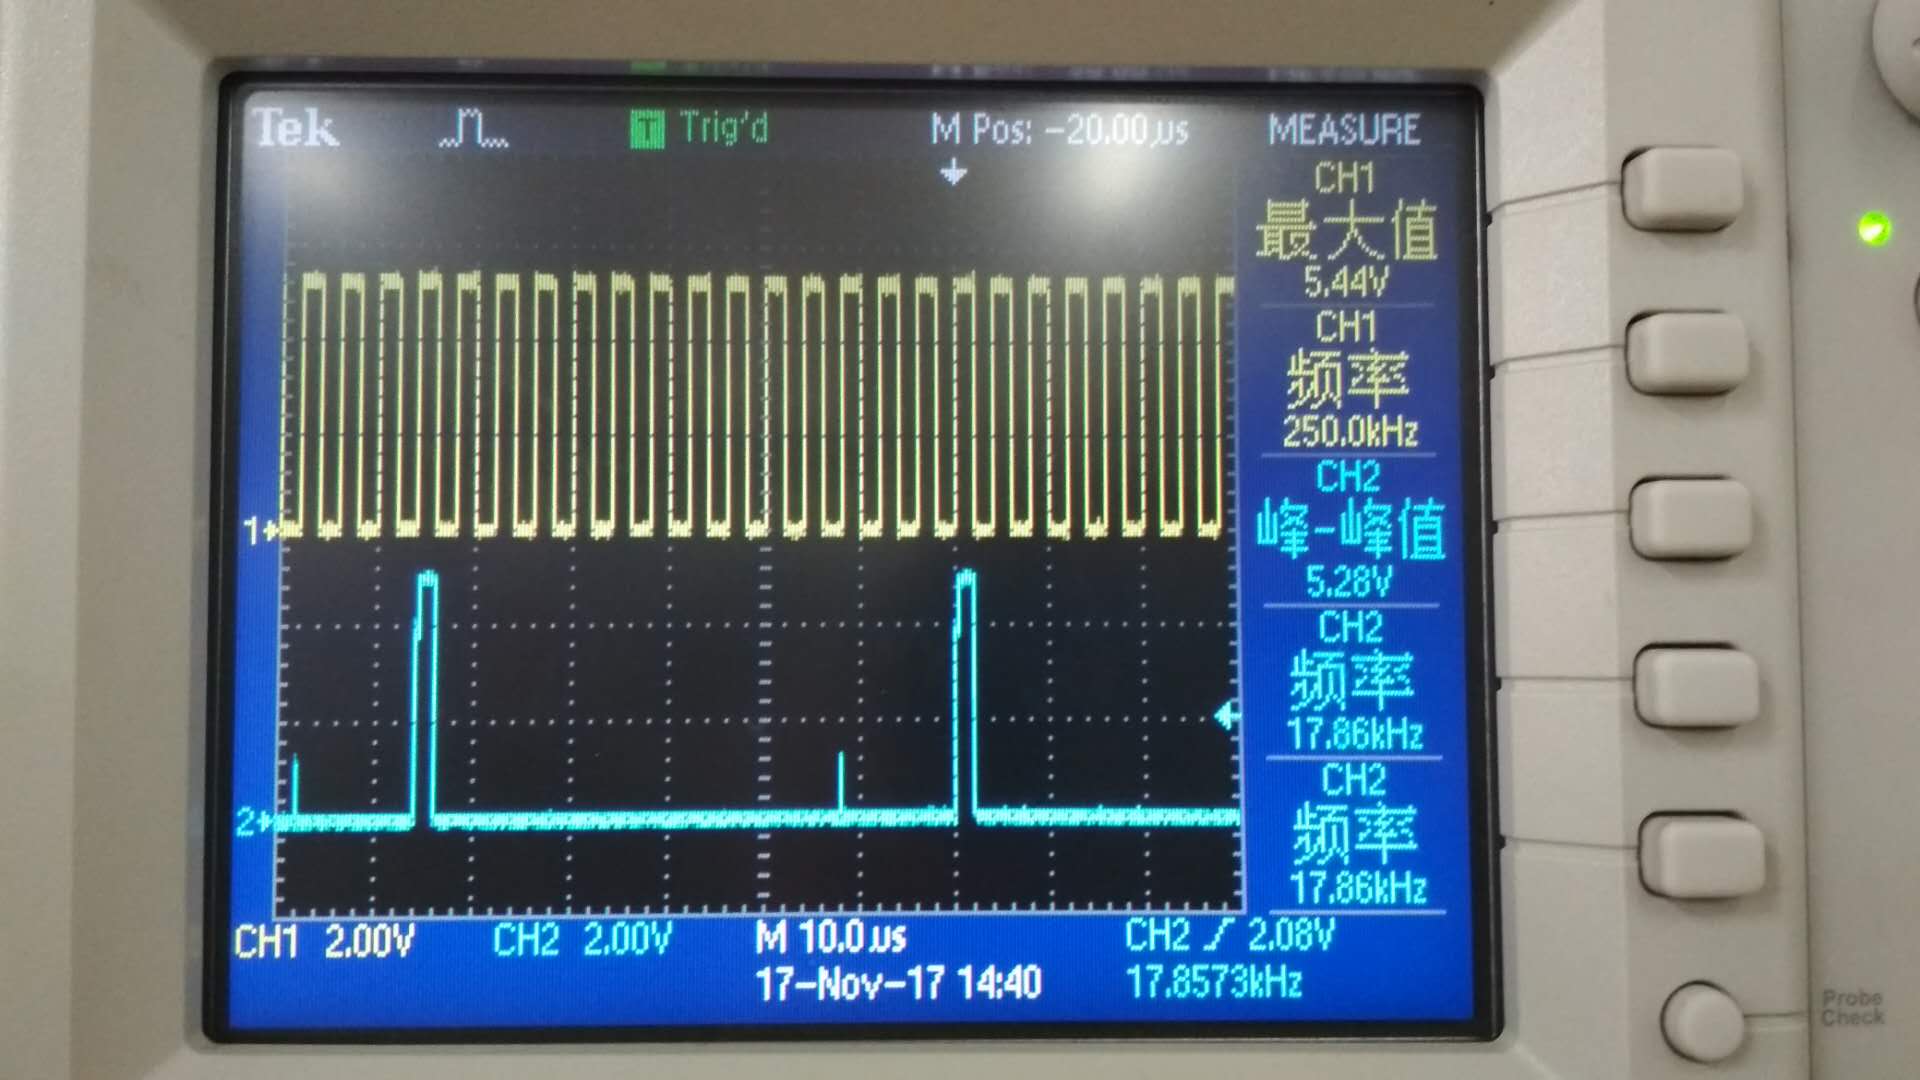 Tek T Trig'd M Pos: -20.00µs MEASURE
CH1
最大值
5.44V
CH1
频率
250.0kHz
CH2
峰-峰值
5.28V
CH2
频率
17.86kHz
CH2
频率
17.86kHz
1
2
CH1 2.00V CH2 2.00V M 10.0µs CH2 2.08V
17-Nov-17 14:40 17.8573kHz
Probe
Check